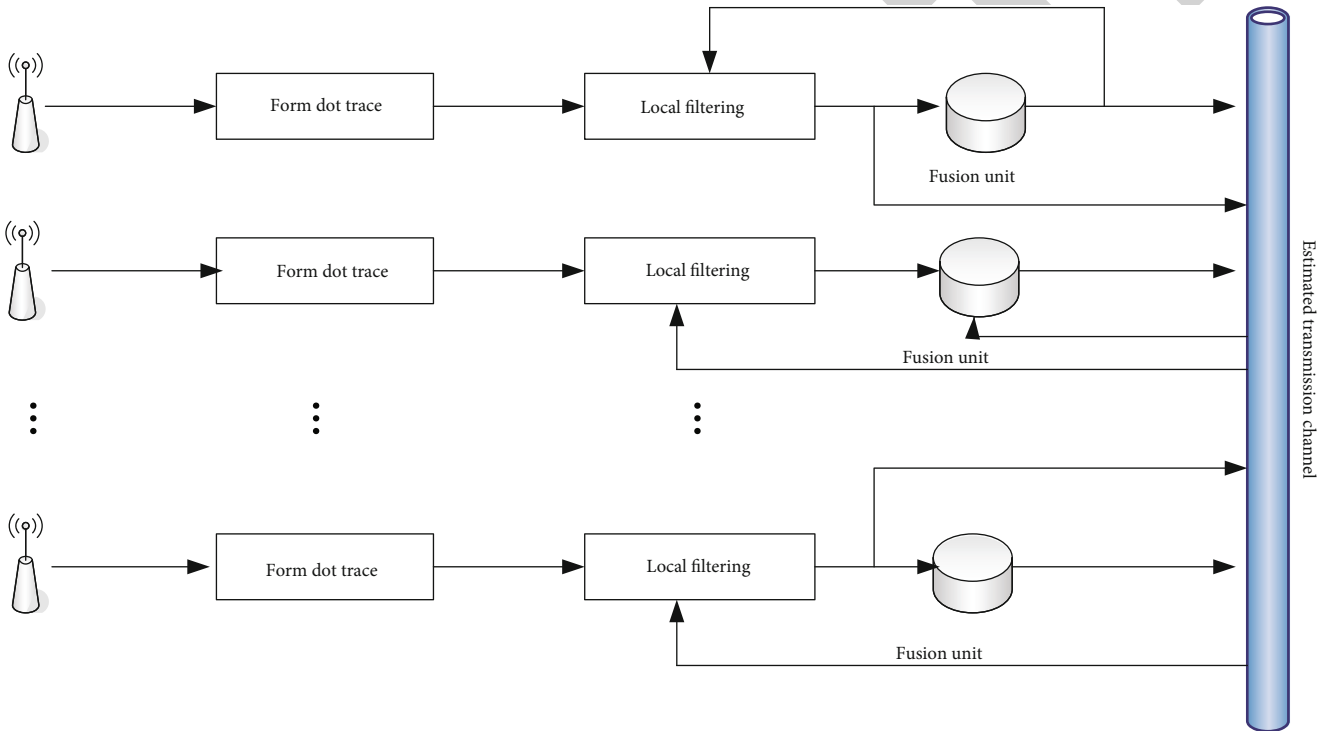 Form dot trace
Local filtering
Fusion unit
Form dot trace
Local filtering
Fusion unit
Estimated transmission channel
Form dot trace
Local filtering
Fusion unit